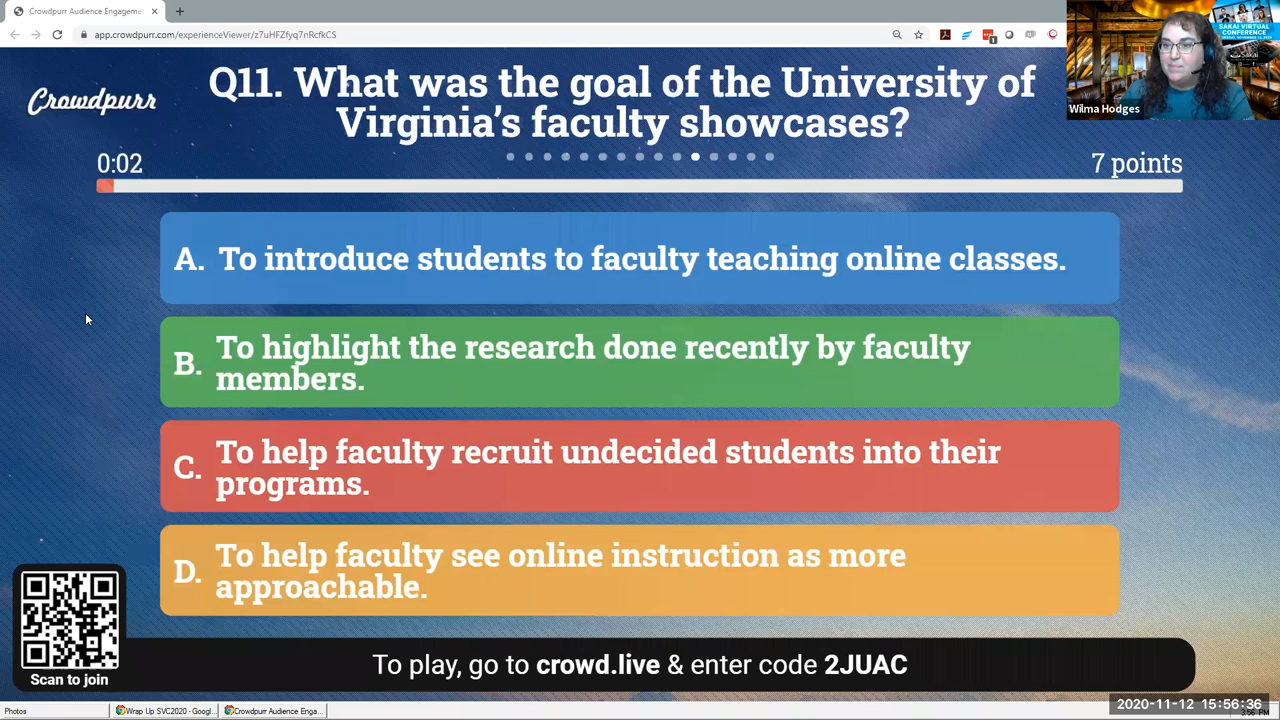 Crowdpurr Audience Engageme
app.crowdpurr.com/experienceViewer/z7uHFZfyq7nRcfkCS
Crowdpurr
Q11. What was the goal of the University of
Virginia's faculty showcases?
0:02
7 points
A. To introduce students to faculty teaching online classes.
B. To highlight the research done recently by faculty
members.
C. To help faculty recruit undecided students into their
programs.
D. To help faculty see online instruction as more
approachable.
Scan to join
To play, go to crowd.live & enter code 2JUAC
SAKAI VIRTUAL
CONFERENCE
Wilma Hodges
Photos
Wrap Up SVC2020 - Googl...
Crowdpurr Audience Enga...
2020-11-12 15:56:36
3:56 PM